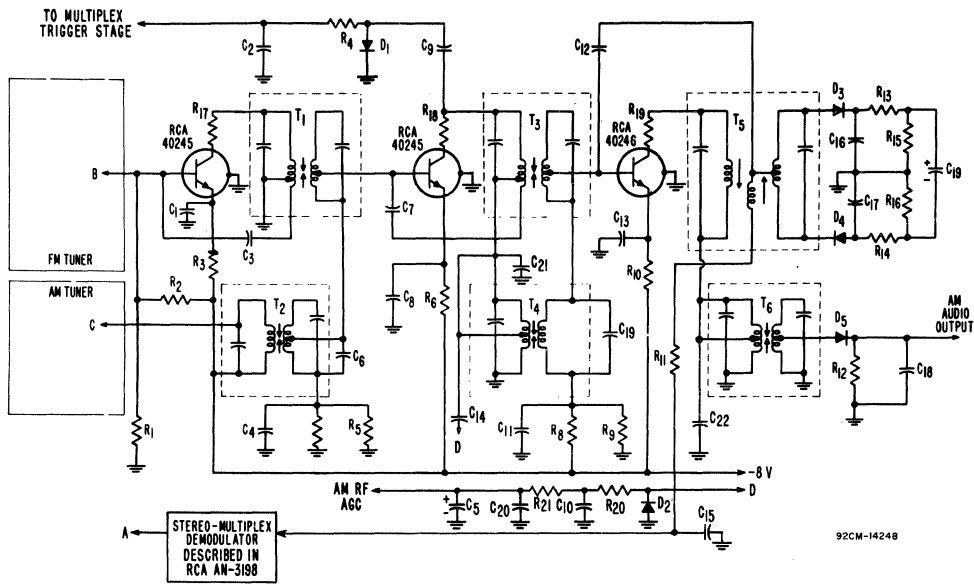 TO MULTIPLEX
TRIGGER STAGE
C2
R4
D1
C9
C12
R17
T1
RCA
40245
R18
T3
RCA
40245
R19
RCA
40246
T5
D3
R13
C16
R15
C19
+
-
B
C1
C3
R3
C7
C13
C17
R16
D4
R14
FM TUNER
AM TUNER
R2
C8
R6
C21
R10
C
T2
C6
T4
C19
R11
T6
D5
AM
AUDIO
OUTPUT
R12
C18
R1
C4
R5
C14
D
C11
R8
R9
C22
-8 V
AM RF
AGC
+
-
C5
C20
R21
C10
R20
D2
D
A
STEREO-MULTIPLEX
DEMODULATOR
DESCRIBED IN
RCA AN-3198
C15
92CM-14248